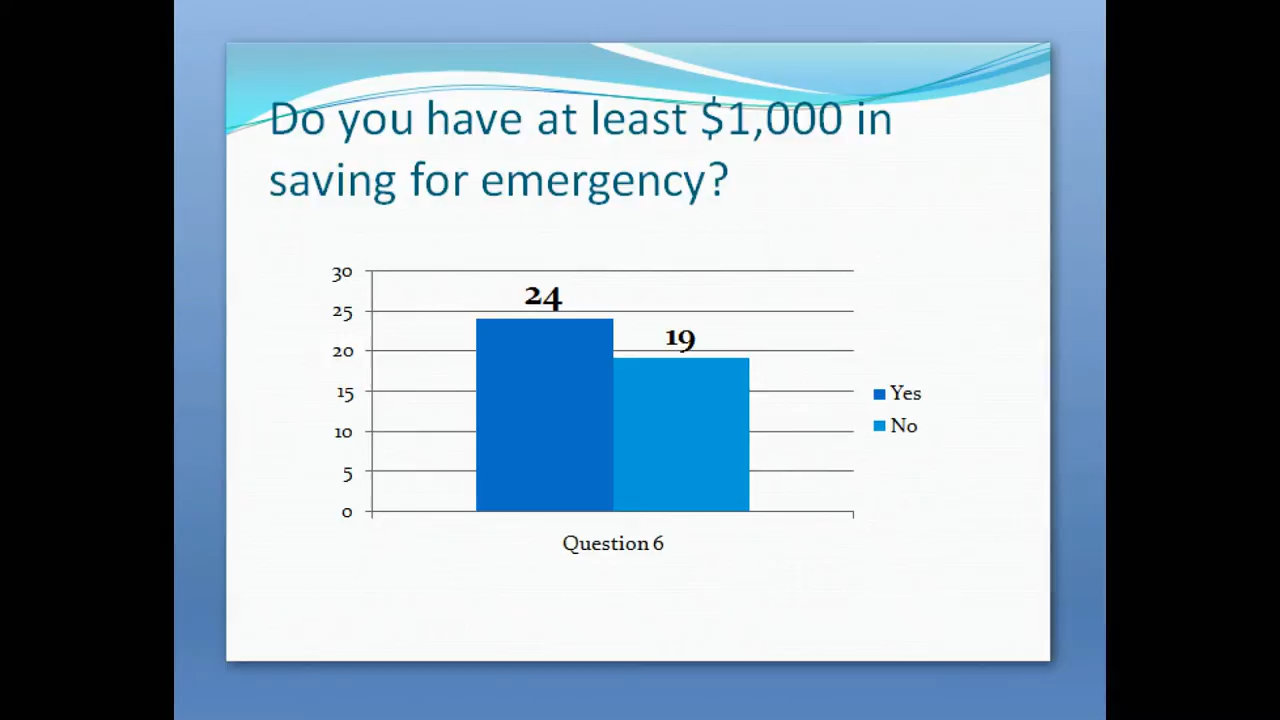 Do you have at least $1,000 in
saving for emergency?
30
25
20
15
10
5
0
24
19
Yes
No
Question 6